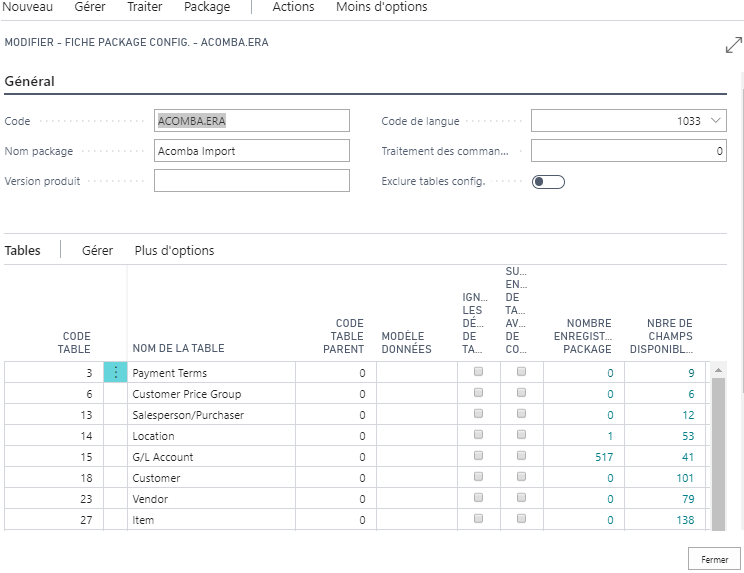 Nouveau Gérer Traiter Package Actions Moins d'options
MODIFIER - FICHE PACKAGE CONFIG. - ACOMBA.ERA
Général
Code ACOMBA.ERA Code de langue 1033
Nom package Acomba Import Traitement des comman... 0
Version produit Exclure tables config.
Tables Gérer Plus d'options
CODE TABLE NOM DE LA TABLE CODE TABLE PARENT MODÈLE DONNÉES IGN... LES DÉ... DE TA... SU... EN... DE TA... AV... DE CO... NOMBRE ENREGIST... PACKAGE NBRE DE CHAMPS DISPONIBL...
3 Payment Terms 0 0 9
6 Customer Price Group 0 0 6
13 Salesperson/Purchaser 0 0 12
14 Location 0 1 53
15 G/L Account 0 517 41
18 Customer 0 0 101
23 Vendor 0 0 79
27 Item 0 0 138
Fermer